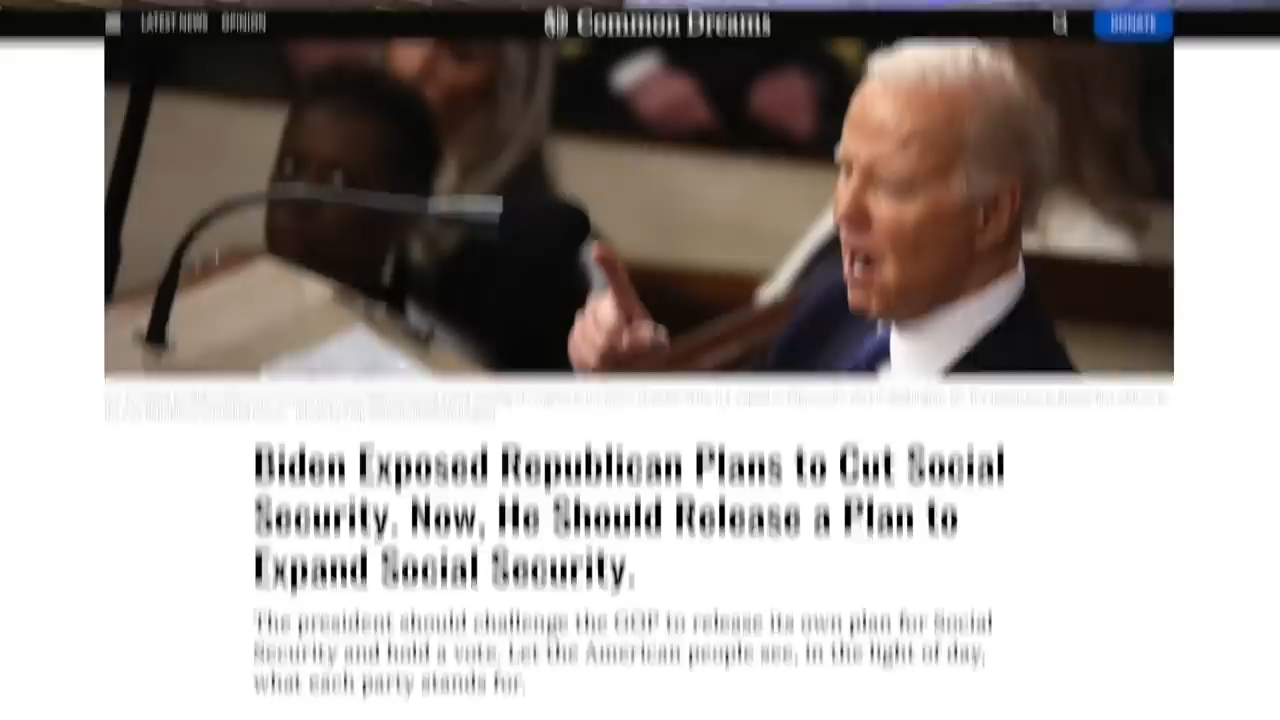 LATEST NEWS OPINION Common Dreams DONATE
Biden Exposed Republican Plans to Cut Social
Security. Now, He Should Release a Plan to
Expand Social Security.
The president should challenge the GOP to release its own plan for Social
Security and hold a vote. Let the American people see, in the light of day,
what each party stands for.